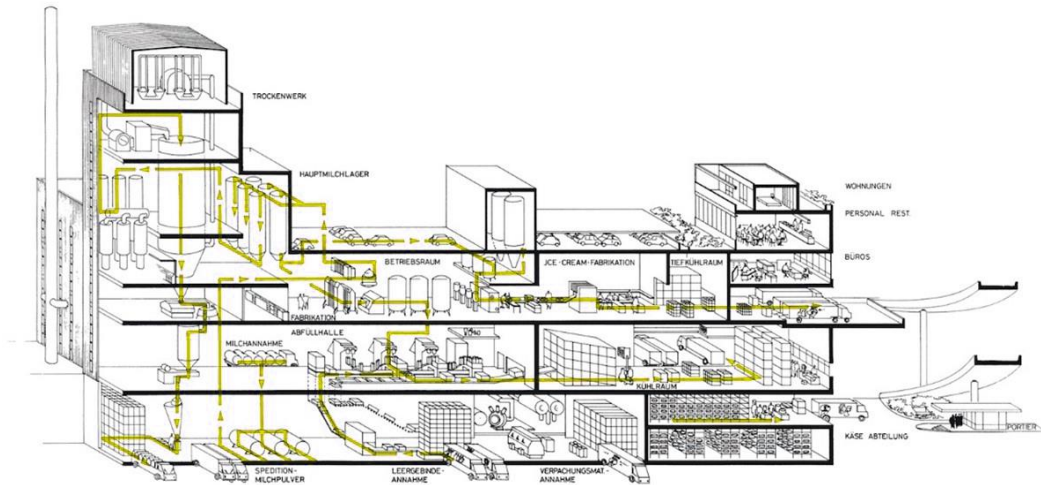 TROCKENWERK
HAUPTMILCHLAGER
WOHNUNGEN
PERSONAL REST.
BETRIEBSRAUM
JCE-CREAM-FABRIKATION
TIEFKÜHLRAUM
BÜROS
FABRIKATION
ABFÜLLHALLE
MILCHANNAHME
KÜHLRAUM
PORTIER
KÄSE ABTEILUNG
SPEDITION-
MILCHPULVER
LEERGEBINDE-
ANNAHME
VERPACHUNGSMAT.-
ANNAHME